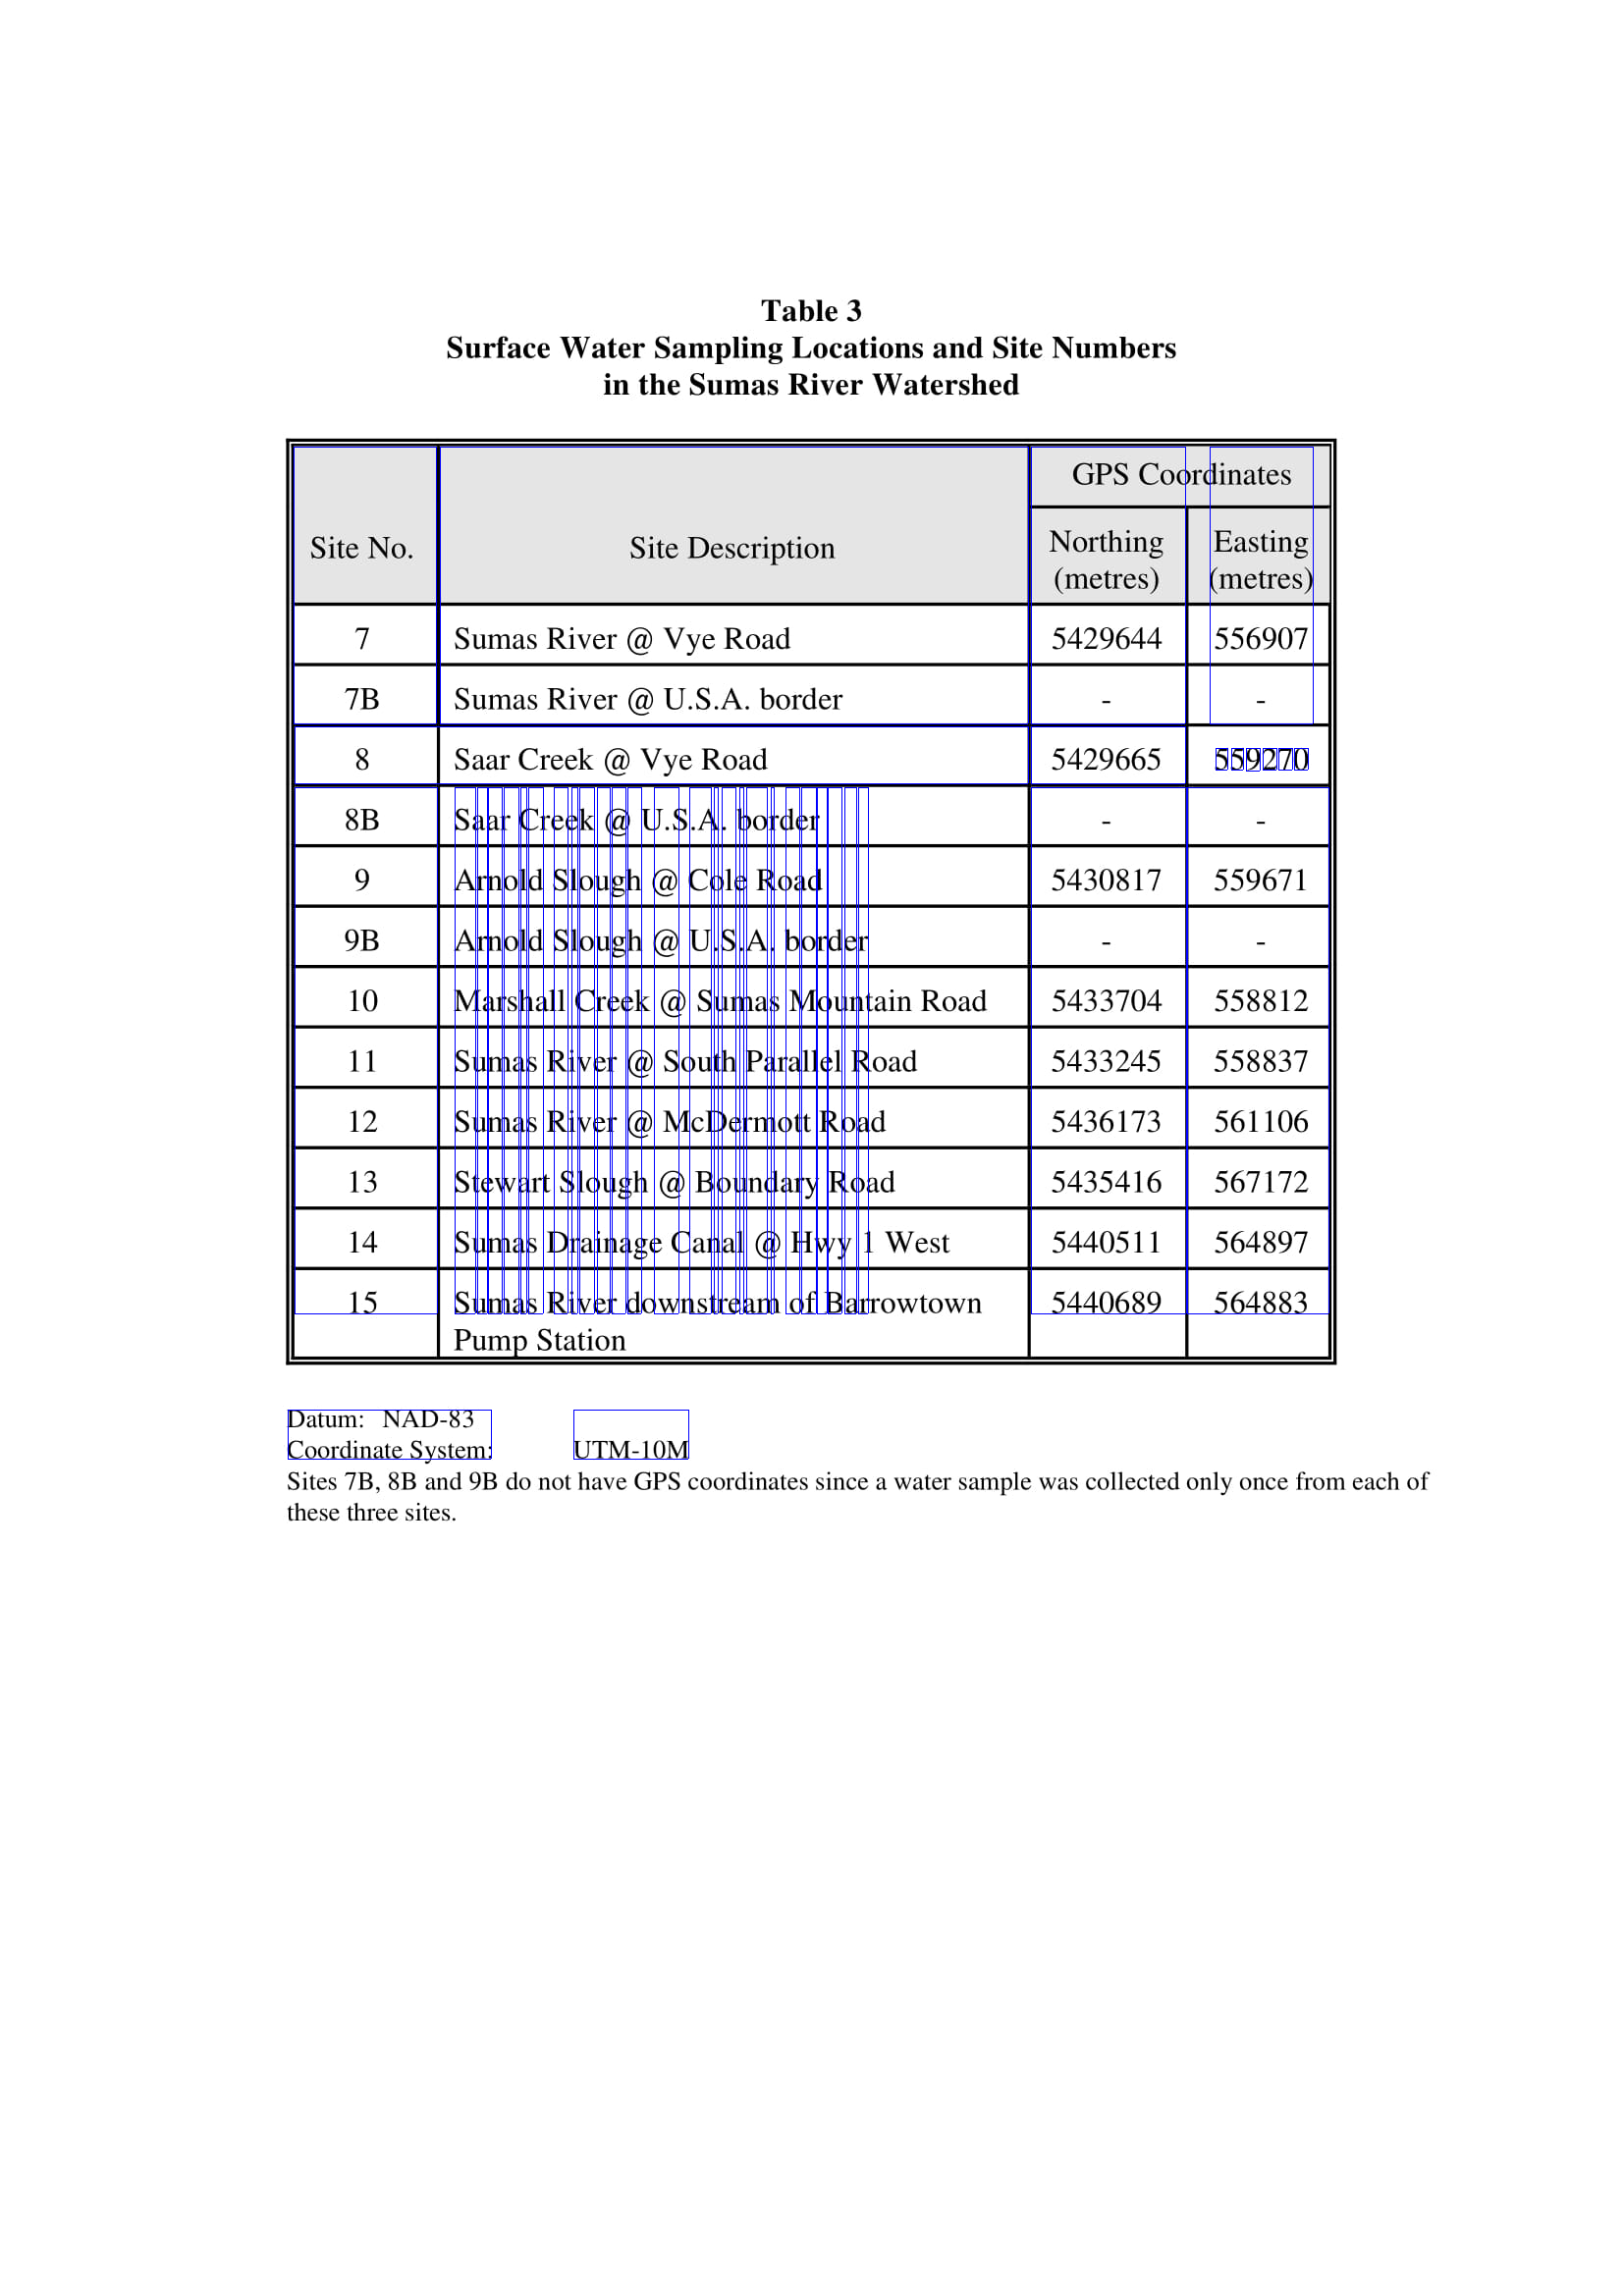 Table 3
Surface Water Sampling Locations and Site Numbers
in the Sumas River Watershed
GPS Coordinates
Site No. Site Description Northing (metres) Easting (metres)
7 Sumas River @ Vye Road 5429644 556907
7B Sumas River @ U.S.A. border - -
8 Saar Creek @ Vye Road 5429665 559270
8B Saar Creek @ U.S.A. border - -
9 Arnold Slough @ Cole Road 5430817 559671
9B Arnold Slough @ U.S.A. border - -
10 Marshall Creek @ Sumas Mountain Road 5433704 558812
11 Sumas River @ South Parallel Road 5433245 558837
12 Sumas River @ McDermott Road 5436173 561106
13 Stewart Slough @ Boundary Road 5435416 567172
14 Sumas Drainage Canal @ Hwy 1 West 5440511 564897
15 Sumas River downstream of Barrowtown 5440689 564883
Pump Station
Datum: NAD-83
Coordinate System: UTM-10M
Sites 7B, 8B and 9B do not have GPS coordinates since a water sample was collected only once from each of
these three sites.